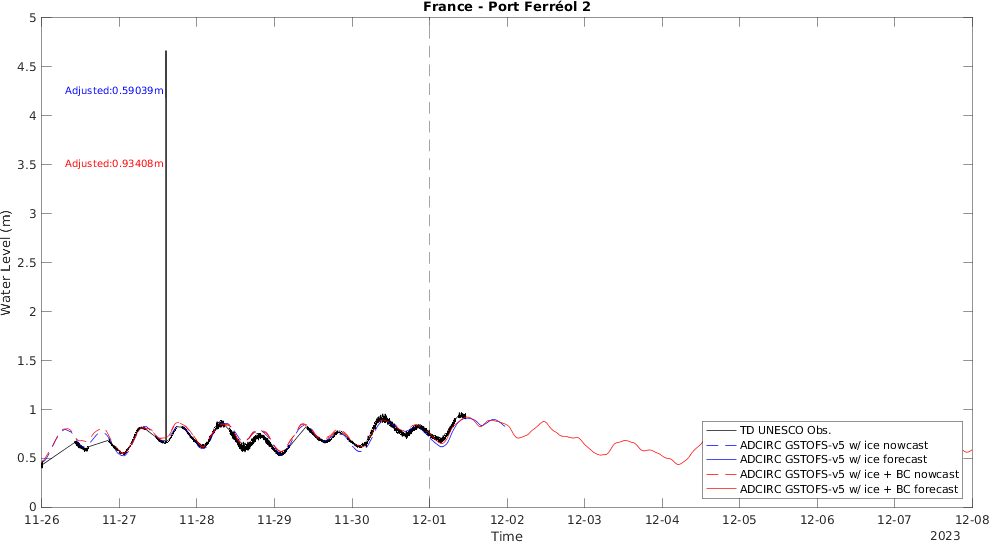 France - Port Ferréol 2
5
4.5
4
3.5
3
2.5
2
1.5
1
0.5
0
Water Level (m)
Adjusted:0.59039m
Adjusted:0.93408m
TD UNESCO Obs.
ADCIRC GSTOFS-v5 w/ ice nowcast
ADCIRC GSTOFS-v5 w/ ice forecast
ADCIRC GSTOFS-v5 w/ ice + BC nowcast
ADCIRC GSTOFS-v5 w/ ice + BC forecast
11-26 11-27 11-28 11-29 11-30 12-01 12-02 12-03 12-04 12-05 12-06 12-07 12-08
Time
2023